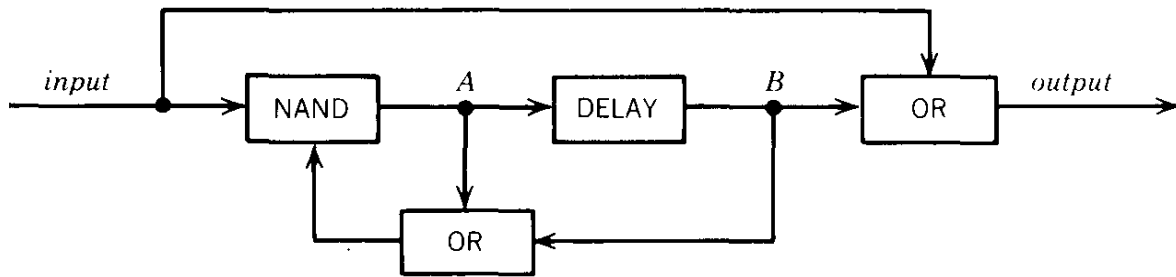 input
A
B
output
NAND
DELAY
OR
OR